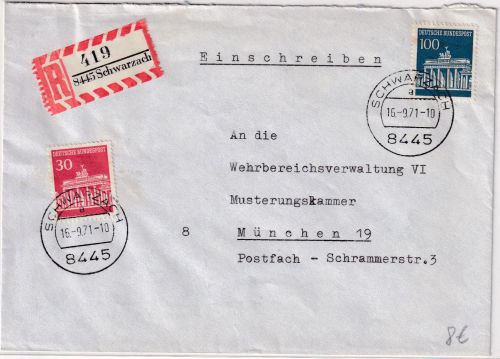 R
419
8445 Schwarzach
Einschreiben
DEUTSCHE BUNDESPOST
100
SCHWARZACH
a
16.-9.71-10
8445
DEUTSCHE BUNDESPOST
30
SCHWARZACH
a
16.-9.71-10
8445
An die
Wehrbereichsverwaltung VI
Musterungskammer
8 München 19
Postfach - Schrammerstr.3
8€